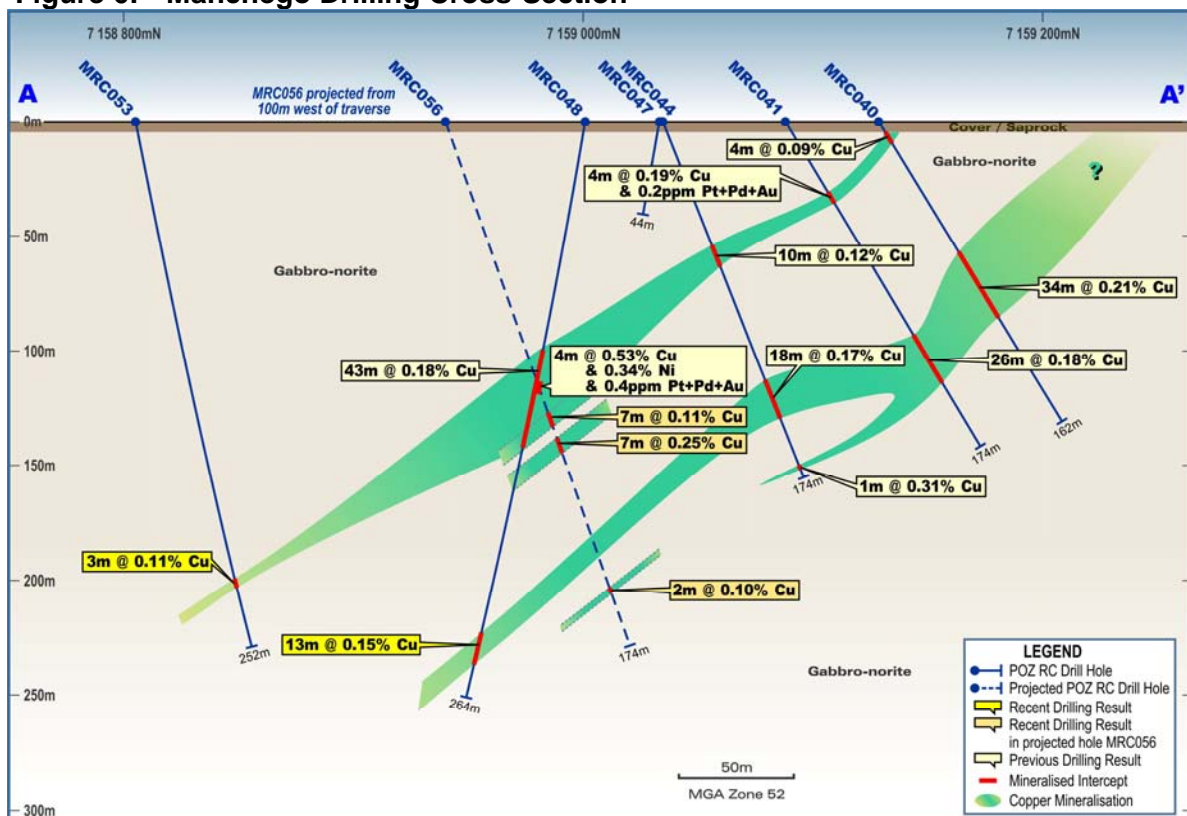 7 158 800mN
7 159 000mN
7 159 200mN
A
MRC053
MRC056 projected from
100m west of traverse
MRC056
MRC048
MRC047
MRC044
MRC041
MRC040
A'
0m
Cover / Saprock
Gabbro-norite
?
4m @ 0.09% Cu
4m @ 0.19% Cu
& 0.2ppm Pt+Pd+Au
44m
50m
10m @ 0.12% Cu
Gabbro-norite
34m @ 0.21% Cu
100m
43m @ 0.18% Cu
4m @ 0.53% Cu
& 0.34% Ni
& 0.4ppm Pt+Pd+Au
18m @ 0.17% Cu
26m @ 0.18% Cu
7m @ 0.11% Cu
7m @ 0.25% Cu
162m
174m
150m
174m
1m @ 0.31% Cu
3m @ 0.11% Cu
200m
2m @ 0.10% Cu
13m @ 0.15% Cu
252m
174m
Gabbro-norite
250m
264m
50m
MGA Zone 52
300m
LEGEND
POZ RC Drill Hole
Projected POZ RC Drill Hole
Recent Drilling Result
Recent Drilling Result
in projected hole MRC056
Previous Drilling Result
Mineralised Intercept
Copper Mineralisation